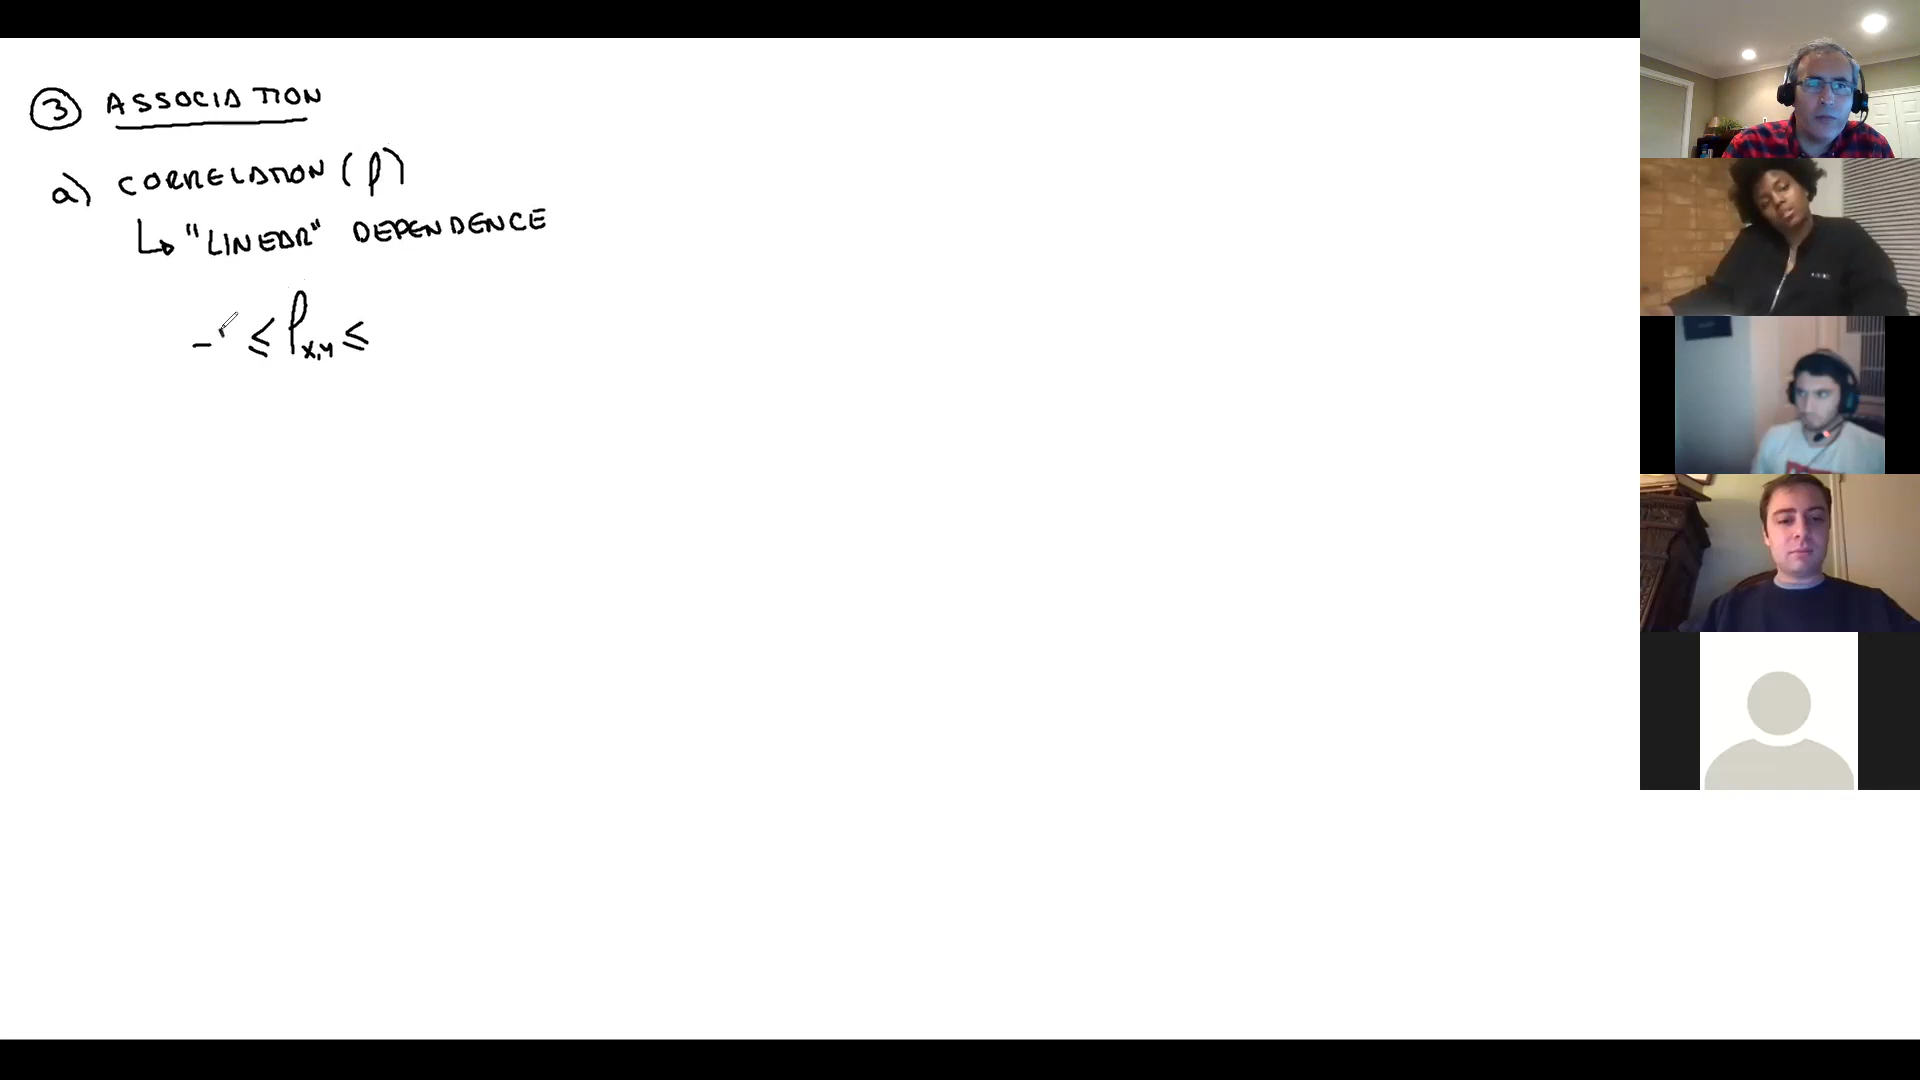 ③ ASSOCIATION
a) CORRELATION (ρ)
↳ "LINEAR" DEPENDENCE
- ≤ ρx,y ≤